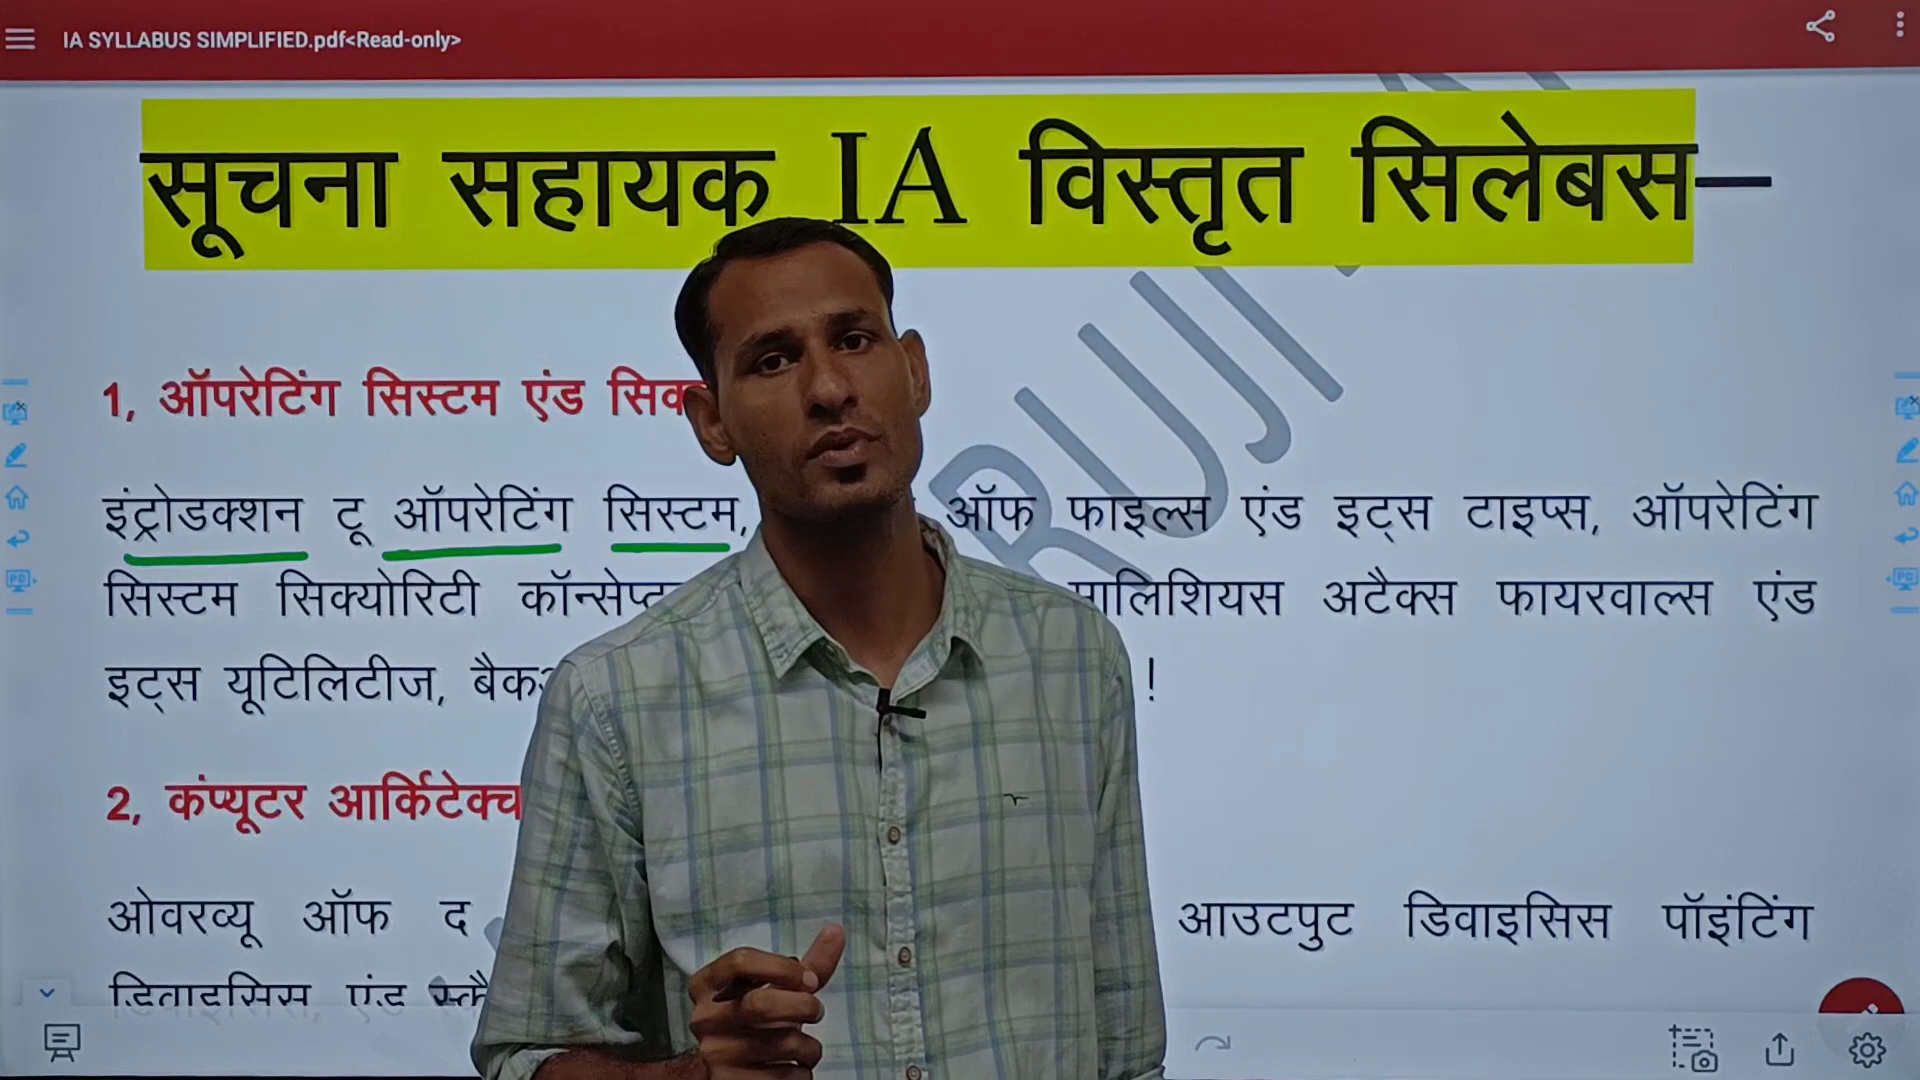 IA SYLLABUS SIMPLIFIED.pdf<Read-only>
सूचना सहायक IA विस्तृत सिलेबस–
1, ऑपरेटिंग सिस्टम एंड
इंट्रोडक्शन टू ऑपरेटिंग सिस्टम, ऑफ फाइल्स एंड इट्स टाइप्स, ऑपरेटिंग
सिस्टम सिक्योरिटी मालिशियस अटैक्स फायरवाल्स एंड
इट्स यूटिलिटीज, !
2, कंप्यूटर
ओवरव्यू ऑफ द आउटपुट डिवाइसिस पॉइंटिंग
डिवाइसिस, एंड